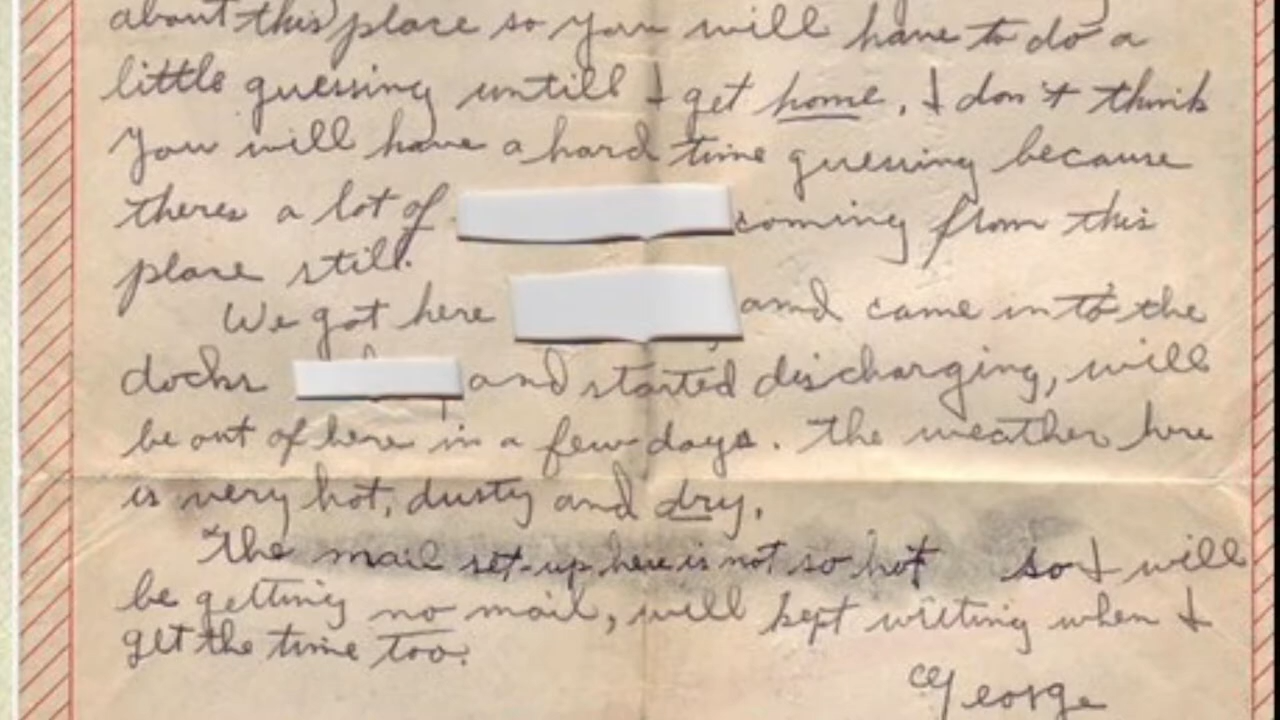 about this place so you will have to do a
little guessing untill I get home, I don't think
You will have a hard time guessing because
theres a lot of coming from this
place still.
We got here and came into the
docks and started discharging, will
be out of here in a few days. The weather here
is very hot, dusty and dry.
The mail set-up here is not so hot so I will
be getting no mail, will kept writing when I
get the time too.
George